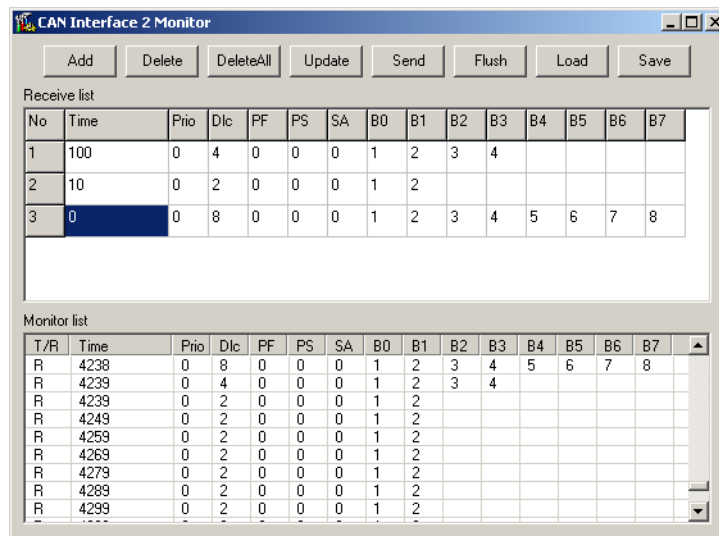 CAN Interface 2 Monitor
Add Delete DeleteAll Update Send Flush Load Save
Receive list
No Time Prio Dlc PF PS SA B0 B1 B2 B3 B4 B5 B6 B7
1 100 0 4 0 0 0 1 2 3 4
2 10 0 2 0 0 0 1 2
3 0 0 8 0 0 0 1 2 3 4 5 6 7 8
Monitor list
T/R Time Prio Dlc PF PS SA B0 B1 B2 B3 B4 B5 B6 B7
R 4238 0 8 0 0 0 1 2 3 4 5 6 7 8
R 4239 0 4 0 0 0 1 2 3 4
R 4239 0 2 0 0 0 1 2
R 4249 0 2 0 0 0 1 2
R 4259 0 2 0 0 0 1 2
R 4269 0 2 0 0 0 1 2
R 4279 0 2 0 0 0 1 2
R 4289 0 2 0 0 0 1 2
R 4299 0 2 0 0 0 1 2